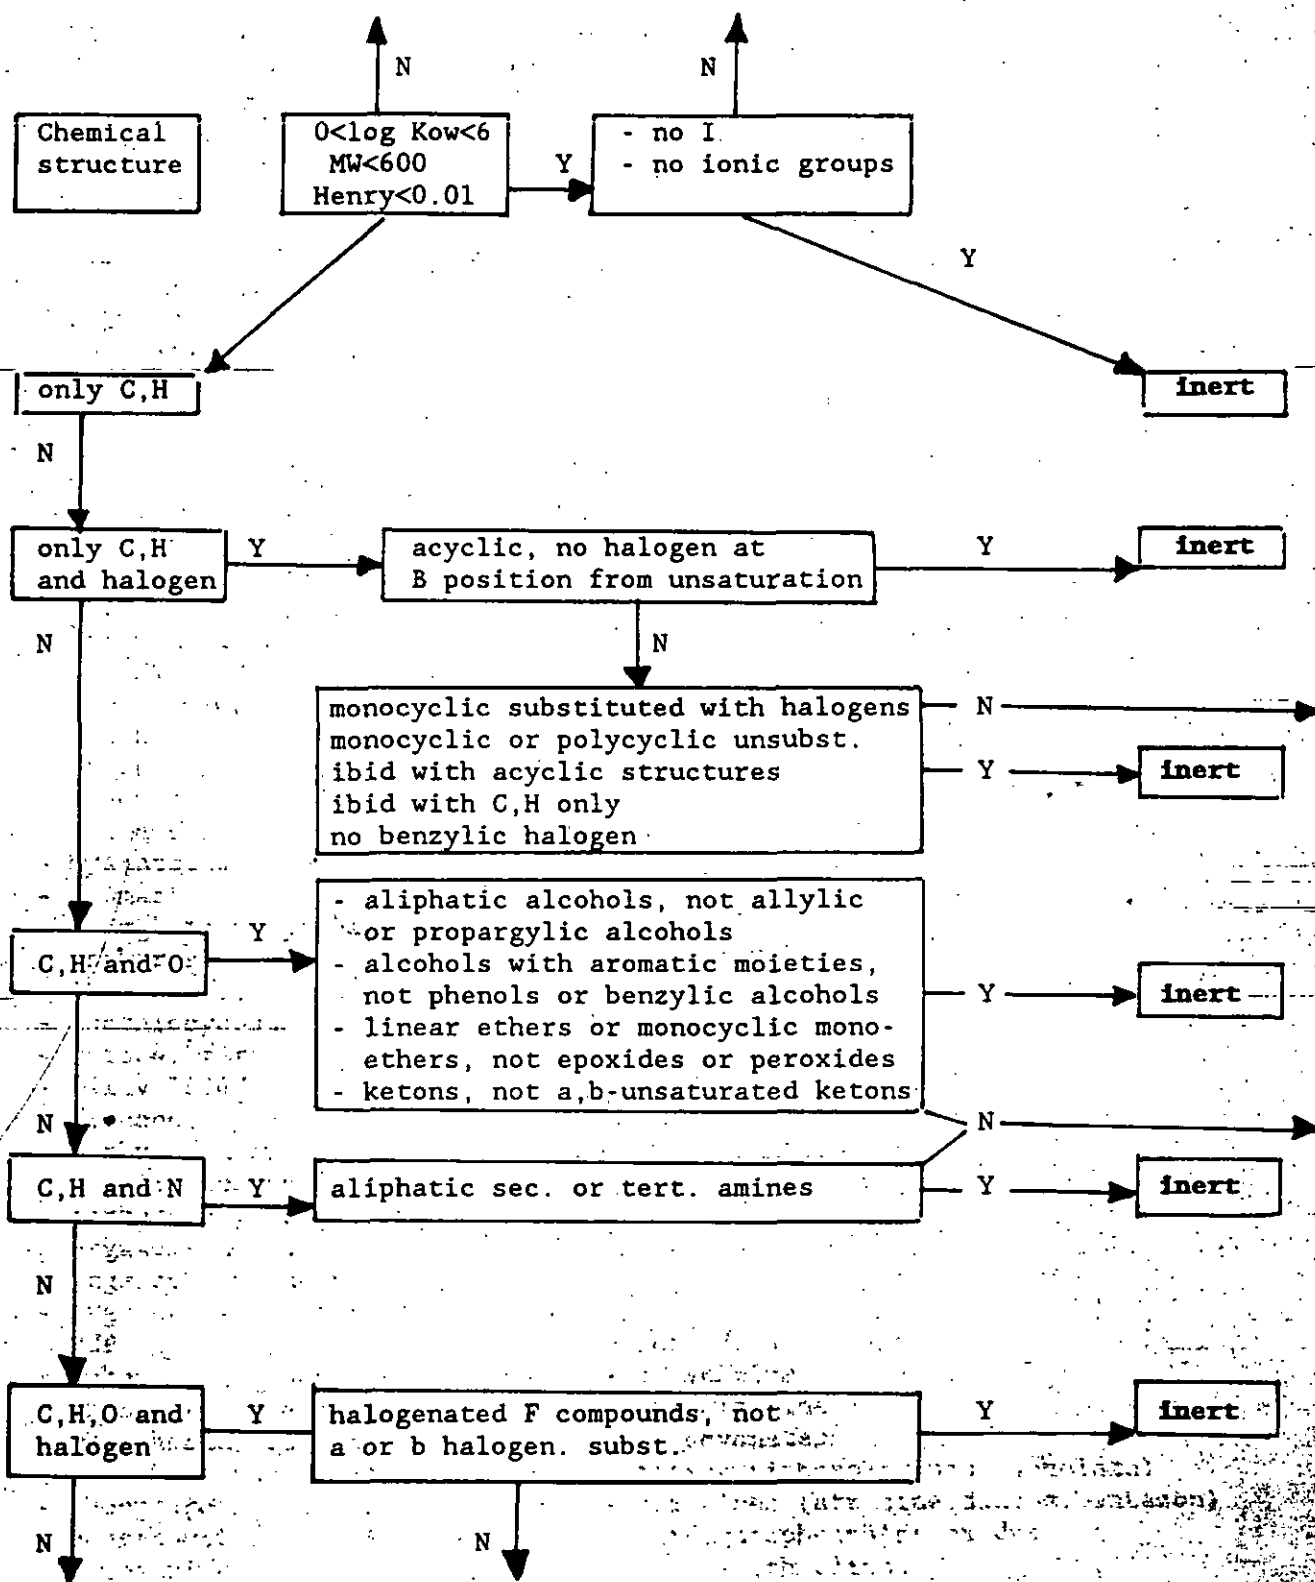 N
N
Chemical
structure
0<log Kow<6
MW<600
Henry<0.01
Y
- no I
- no ionic groups
Y
only C,H
inert
N
only C,H
and halogen
Y
acyclic, no halogen at
B position from unsaturation
Y
inert
N
N
monocyclic substituted with halogens
monocyclic or polycyclic unsubst.
ibid with acyclic structures
ibid with C,H only
no benzylic halogen
N
Y
inert
C,H and O
Y
- aliphatic alcohols, not allylic
or propargylic alcohols
- alcohols with aromatic moieties,
not phenols or benzylic alcohols
- linear ethers or monocyclic mono-
ethers, not epoxides or peroxides
- ketons, not a,b-unsaturated ketons
Y
inert
N
N
C,H and N
Y
aliphatic sec. or tert. amines
Y
inert
N
C,H,O and
halogen
Y
halogenated F compounds, not
a or b halogen. subst.
Y
inert
N
N